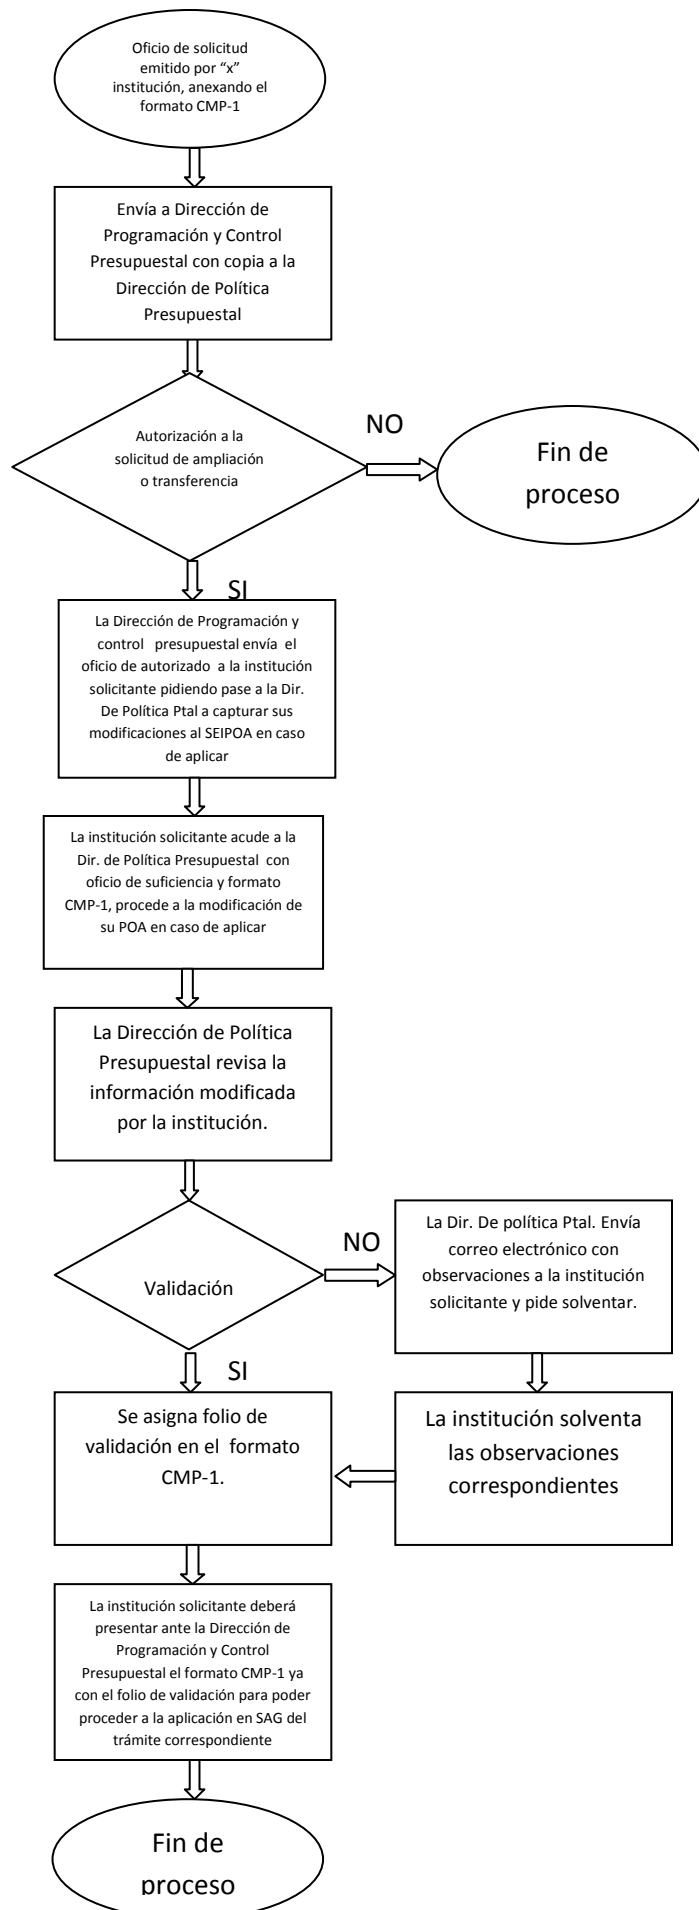 Oficio de solicitud
emitido por “x”
institución, anexando el
formato CMP-1
Envía a Dirección de
Programación y Control
Presupuestal con copia a la
Dirección de Política
Presupuestal
Autorización a la
solicitud de ampliación
o transferencia
NO
Fin de
proceso
SI
La Dirección de Programación y
control presupuestal envía el
oficio de autorizado a la institución
solicitante pidiendo pase a la Dir.
De Política Ptal a capturar sus
modificaciones al SEIPOA en caso
de aplicar
La institución solicitante acude a la
Dir. de Política Presupuestal con
oficio de suficiencia y formato
CMP-1, procede a la modificación de
su POA en caso de aplicar
La Dirección de Política
Presupuestal revisa la
información modificada
por la institución.
Validación
NO
La Dir. De política Ptal. Envía
correo electrónico con
observaciones a la institución
solicitante y pide solventar.
SI
Se asigna folio de
validación en el formato
CMP-1.
La institución solventa
las observaciones
correspondientes
La institución solicitante deberá
presentar ante la Dirección de
Programación y Control
Presupuestal el formato CMP-1 ya
con el folio de validación para poder
proceder a la aplicación en SAG del
trámite correspondiente
Fin de
proceso